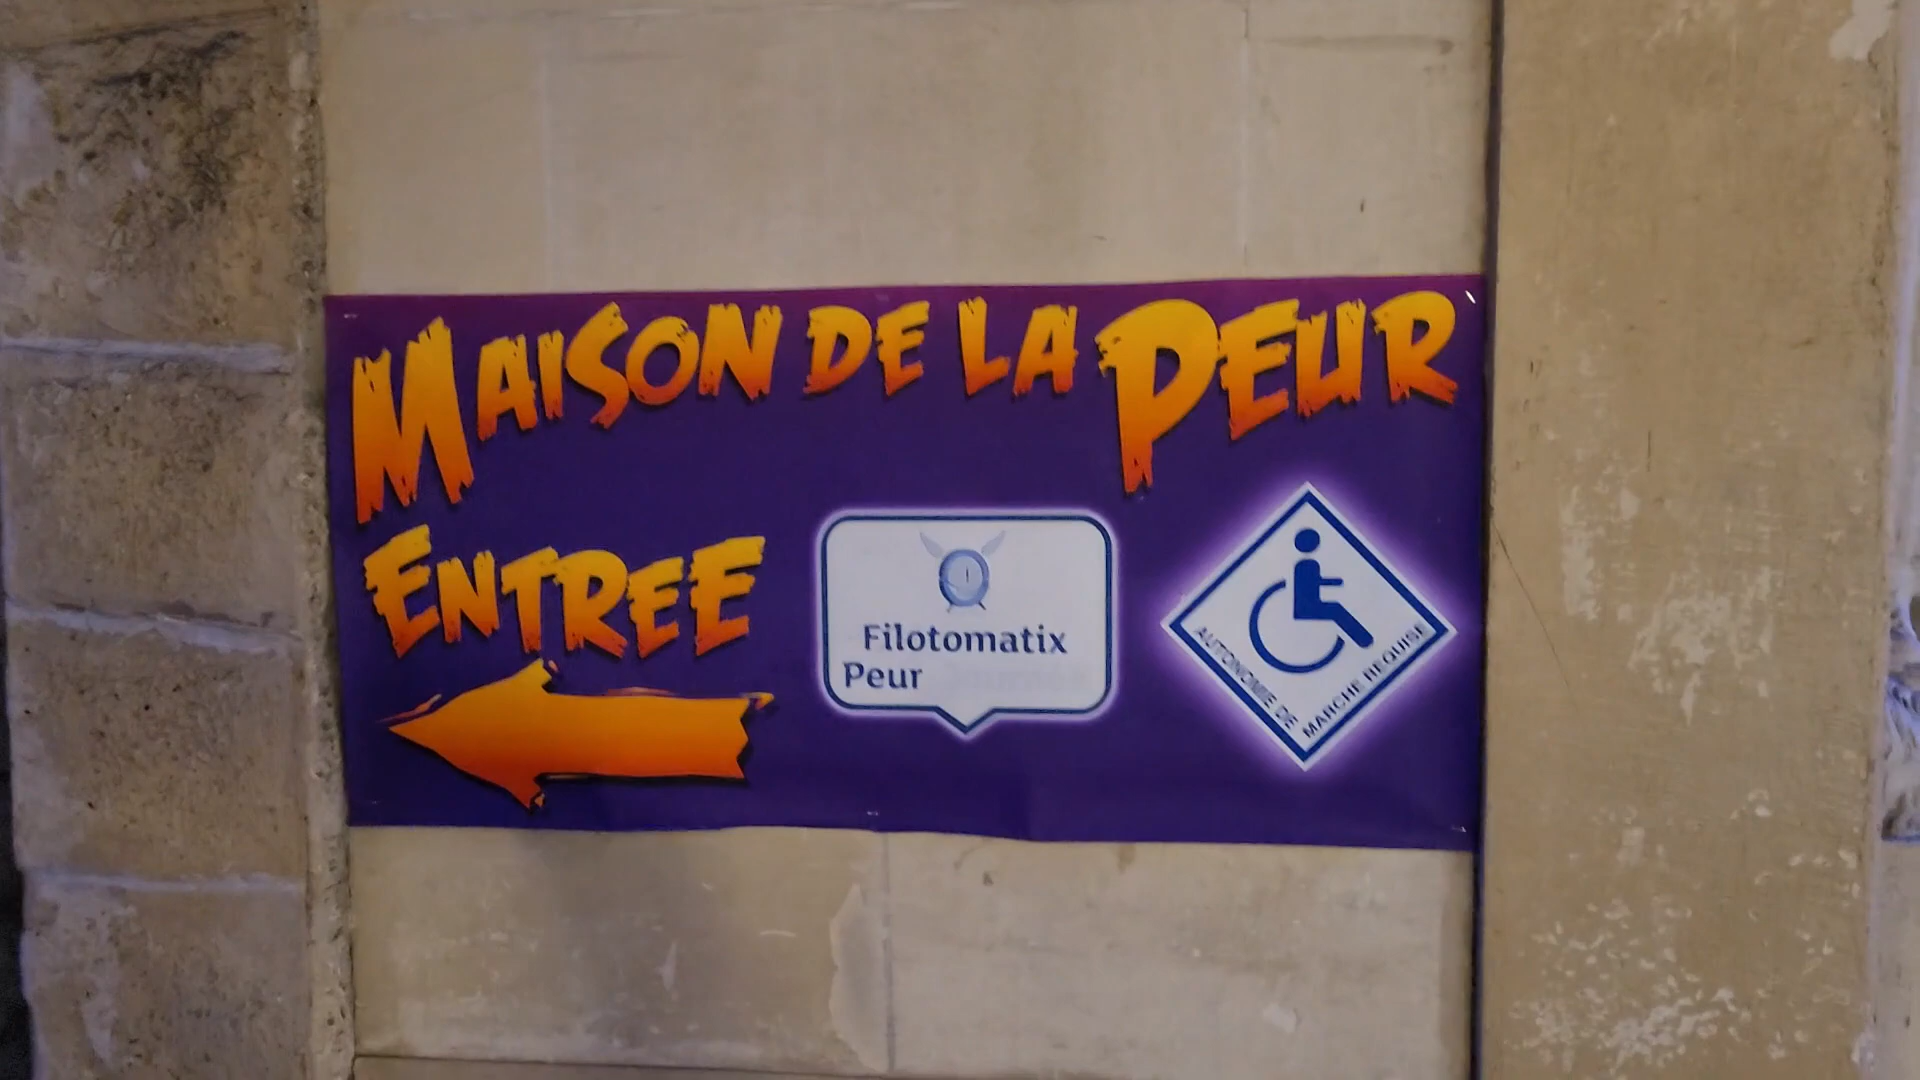 MAISON DE LA PEUR
ENTREE
Filotomatix
Peur
AUTONOMIE DE
MARCHE REQUISE